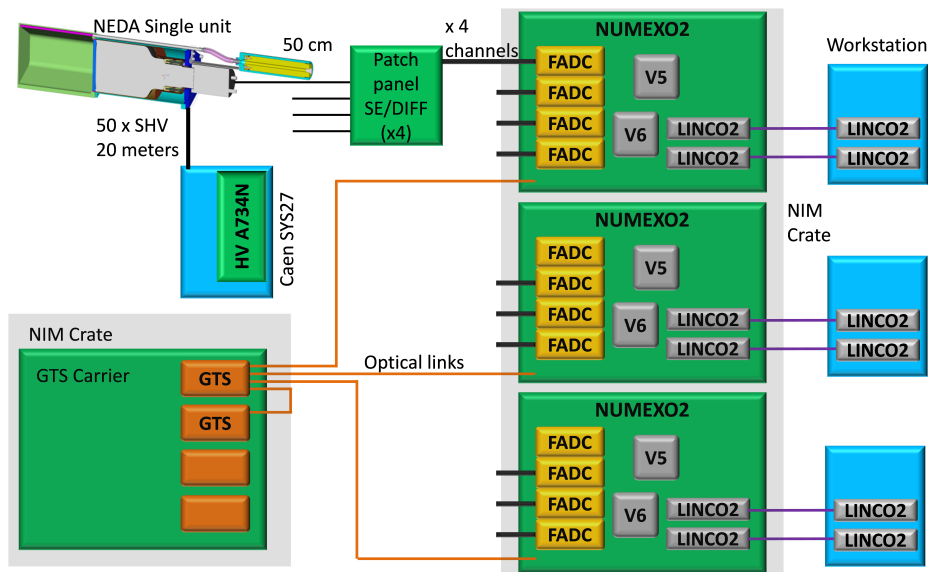 NEDA Single unit
50 cm
x 4
channels
Patch
panel
SE/DIFF
(x4)
50 x SHV
20 meters
HV A734N
Caen SYS27
NUMEXO2
FADC
FADC
FADC
FADC
V5
V6
LINCO2
LINCO2
Workstation
LINCO2
LINCO2
NIM
Crate
NUMEXO2
FADC
FADC
FADC
FADC
V5
V6
LINCO2
LINCO2
LINCO2
LINCO2
NIM Crate
GTS Carrier
GTS
GTS
Optical links
NUMEXO2
FADC
FADC
FADC
FADC
V5
V6
LINCO2
LINCO2
LINCO2
LINCO2